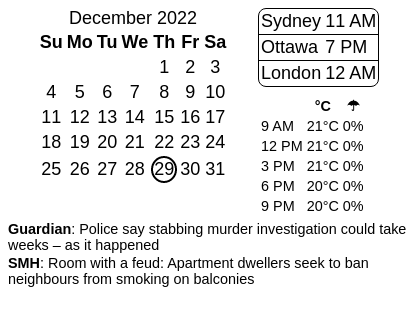 December 2022
Su Mo Tu We Th Fr Sa
1 2 3
4 5 6 7 8 9 10
11 12 13 14 15 16 17
18 19 20 21 22 23 24
25 26 27 28 29 30 31
Sydney 11 AM
Ottawa 7 PM
London 12 AM
°C ☂
9 AM 21°C 0%
12 PM 21°C 0%
3 PM 21°C 0%
6 PM 20°C 0%
9 PM 20°C 0%
Guardian: Police say stabbing murder investigation could take
weeks – as it happened
SMH: Room with a feud: Apartment dwellers seek to ban
neighbours from smoking on balconies